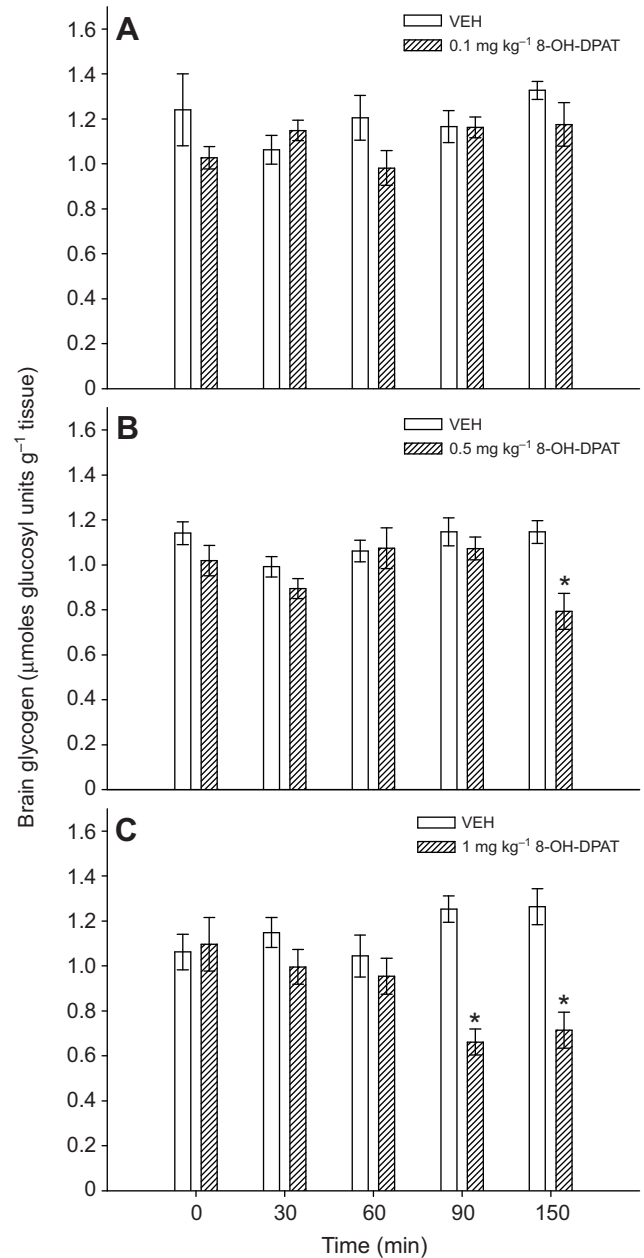 A
VEH
0.1 mg kg⁻¹ 8-OH-DPAT
1.6
1.4
1.2
1.0
0.8
0.6
0.4
0.2
0
B
VEH
0.5 mg kg⁻¹ 8-OH-DPAT
1.6
1.4
1.2
1.0
0.8
0.6
0.4
0.2
0
*
Brain glycogen (μmoles glucosyl units g⁻¹ tissue)
C
VEH
1 mg kg⁻¹ 8-OH-DPAT
1.6
1.4
1.2
1.0
0.8
0.6
0.4
0.2
0
* *
0 30 60 90 150
Time (min)